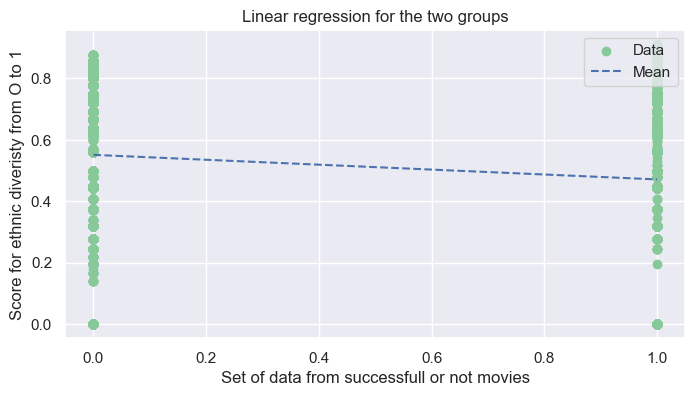 Linear regression for the two groups
Score for ethnic diveristy from O to 1
0.8
0.6
0.4
0.2
0.0
Data
Mean
0.0 0.2 0.4 0.6 0.8 1.0
Set of data from successfull or not movies